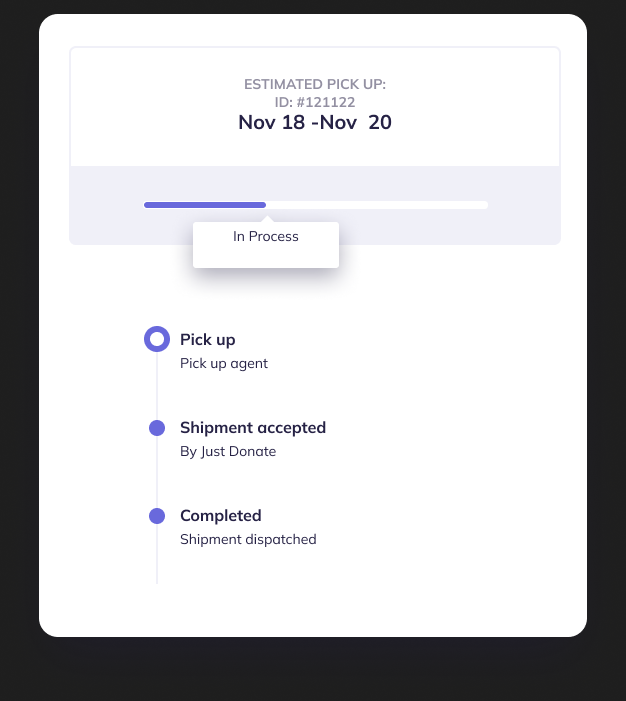 ESTIMATED PICK UP:
ID: #121122
Nov 18 -Nov  20
In Process
Pick up
Pick up agent
Shipment accepted
By Just Donate
Completed
Shipment dispatched